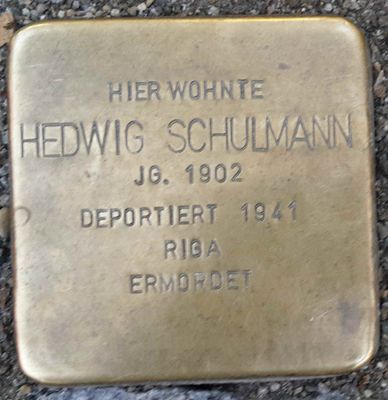 HIER WOHNTE
HEDWIG SCHULMANN
JG. 1902
DEPORTIERT 1941
RIGA
ERMORDET